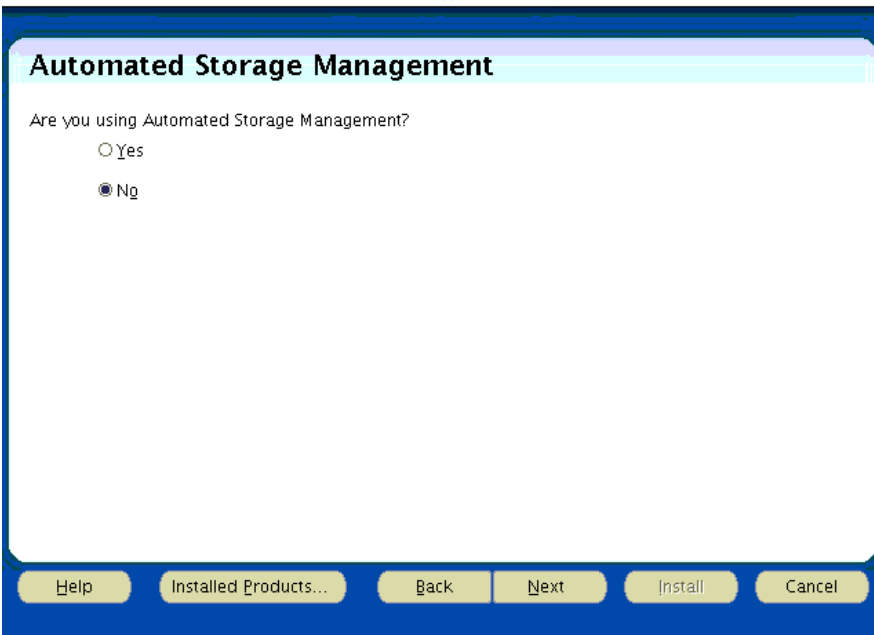 Automated Storage Management
Are you using Automated Storage Management?
Yes
No
Help
Installed Products...
Back
Next
Install
Cancel